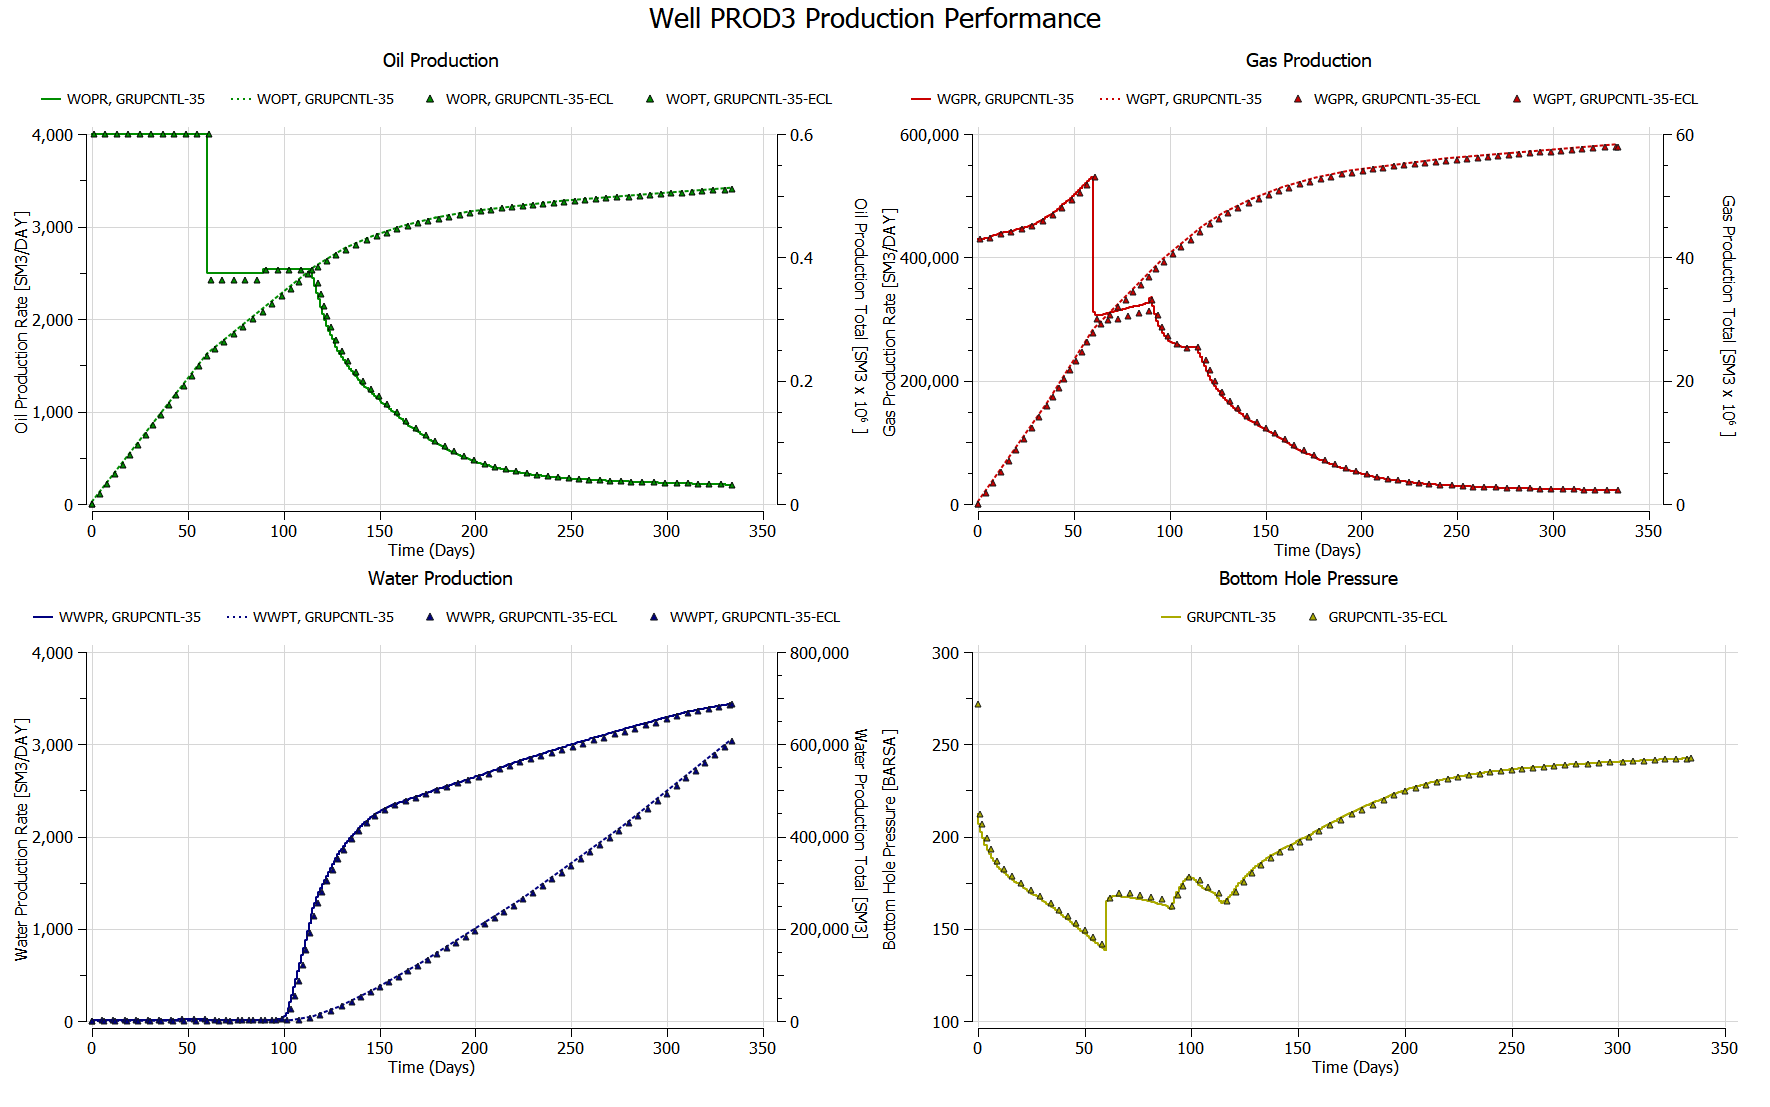 Well PROD3 Production Performance
Oil Production
WOPR, GRUPCNTL-35 WOPT, GRUPCNTL-35 WOPR, GRUPCNTL-35-ECL WOPT, GRUPCNTL-35-ECL
4,000
3,000
2,000
1,000
0
Oil Production Rate [SM3/DAY]
0.6
0.4
0.2
0
Oil Production Total [SM3 x 10⁶ ]
0 50 100 150 200 250 300 350
Time (Days)
Gas Production
WGPR, GRUPCNTL-35 WGPT, GRUPCNTL-35 WGPR, GRUPCNTL-35-ECL WGPT, GRUPCNTL-35-ECL
600,000
400,000
200,000
0
Gas Production Rate [SM3/DAY]
60
40
20
0
Gas Production Total [SM3 x 10⁶ ]
0 50 100 150 200 250 300 350
Time (Days)
Water Production
WWPR, GRUPCNTL-35 WWPT, GRUPCNTL-35 WWPR, GRUPCNTL-35-ECL WWPT, GRUPCNTL-35-ECL
4,000
3,000
2,000
1,000
0
Water Production Rate [SM3/DAY]
800,000
600,000
400,000
200,000
0
Water Production Total [SM3]
0 50 100 150 200 250 300 350
Time (Days)
Bottom Hole Pressure
GRUPCNTL-35 GRUPCNTL-35-ECL
300
250
200
150
100
Bottom Hole Pressure [BARSA]
0 50 100 150 200 250 300 350
Time (Days)